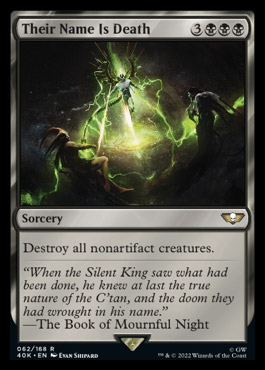 Their Name Is Death 3
Sorcery
Destroy all nonartifact creatures.
“When the Silent King saw what had
been done, he knew at last the true
nature of the C’tan, and the doom they
had wrought in his name.”
—The Book of Mournful Night
062/168 R
40K • EN Evan Shipard
© GW
™ & © 2022 Wizards of the Coast